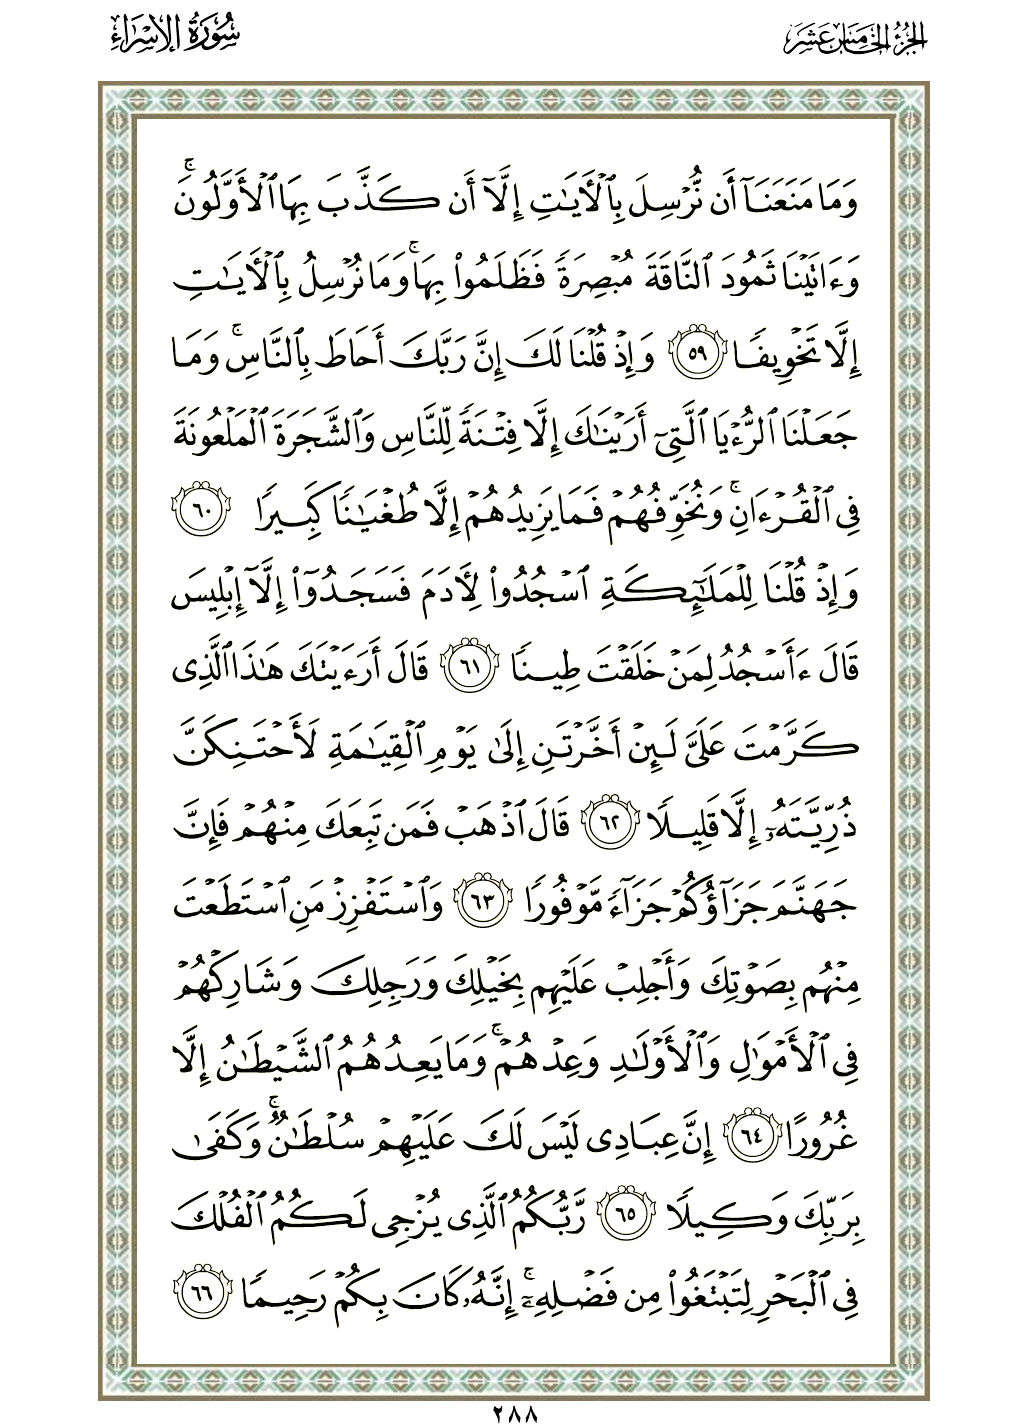 الجزء الخامس عشر
سورة الإسراء
وَمَا مَنَعَنَآ أَن نُّرْسِلَ بِٱلْءَايَـٰتِ إِلَّآ أَن كَذَّبَ بِهَا ٱلْأَوَّلُونَ ۚ
وَءَاتَيْنَا ثَمُودَ ٱلنَّاقَةَ مُبْصِرَةً فَظَلَمُوا۟ بِهَا ۚ وَمَا نُرْسِلُ بِٱلْءَايَـٰتِ
إِلَّا تَخْوِيفًا ٥٩ وَإِذْ قُلْنَا لَكَ إِنَّ رَبَّكَ أَحَاطَ بِٱلنَّاسِ ۚ وَمَا
جَعَلْنَا ٱلرُّءْيَا ٱلَّتِىٓ أَرَيْنَـٰكَ إِلَّا فِتْنَةً لِّلنَّاسِ وَٱلشَّجَرَةَ ٱلْمَلْعُونَةَ
فِى ٱلْقُرْءَانِ ۚ وَنُخَوِّفُهُمْ فَمَا يَزِيدُهُمْ إِلَّا طُغْيَـٰنًا كَبِيرًا ٦٠
وَإِذْ قُلْنَا لِلْمَلَـٰٓئِكَةِ ٱسْجُدُوا۟ لِـَٔادَمَ فَسَجَدُوٓا۟ إِلَّآ إِبْلِيسَ
قَالَ ءَأَسْجُدُ لِمَنْ خَلَقْتَ طِينًا ٦١ قَالَ أَرَءَيْتَكَ هَـٰذَا ٱلَّذِى
كَرَّمْتَ عَلَىَّ لَئِنْ أَخَّرْتَنِ إِلَىٰ يَوْمِ ٱلْقِيَـٰمَةِ لَأَحْتَنِكَنَّ
ذُرِّيَّتَهُۥٓ إِلَّا قَلِيلًا ٦٢ قَالَ ٱذْهَبْ فَمَن تَبِعَكَ مِنْهُمْ فَإِنَّ
جَهَنَّمَ جَزَآؤُكُمْ جَزَآءً مَّوْفُورًا ٦٣ وَٱسْتَفْزِزْ مَنِ ٱسْتَطَعْتَ
مِنْهُم بِصَوْتِكَ وَأَجْلِبْ عَلَيْهِم بِخَيْلِكَ وَرَجِلِكَ وَشَارِكْهُمْ
فِى ٱلْأَمْوَٰلِ وَٱلْأَوْلَـٰدِ وَعِدْهُمْ ۚ وَمَا يَعِدُهُمُ ٱلشَّيْطَـٰنُ إِلَّا
غُرُورًا ٦٤ إِنَّ عِبَادِى لَيْسَ لَكَ عَلَيْهِمْ سُلْطَـٰنٌ ۚ وَكَفَىٰ
بِرَبِّكَ وَكِيلًا ٦٥ رَّبُّكُمُ ٱلَّذِى يُزْجِى لَكُمُ ٱلْفُلْكَ
فِى ٱلْبَحْرِ لِتَبْتَغُوا۟ مِن فَضْلِهِۦٓ ۚ إِنَّهُۥ كَانَ بِكُمْ رَحِيمًا ٦٦
٢٨٨